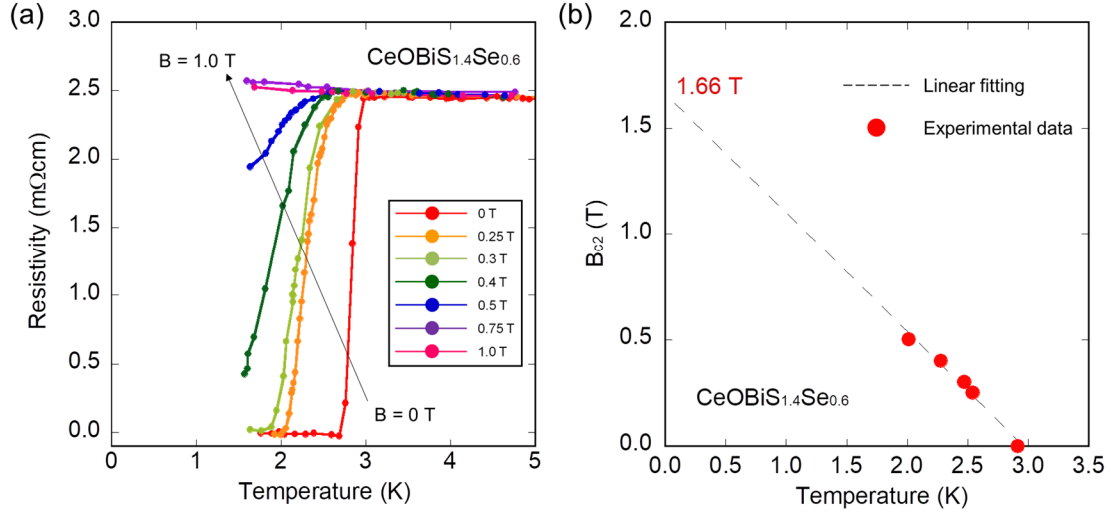 (a)
3.0
2.5
2.0
1.5
1.0
0.5
0.0
Resistivity (mΩcm)
B = 1.0 T
CeOBiS1.4Se0.6
0 T
0.25 T
0.3 T
0.4 T
0.5 T
0.75 T
1.0 T
B = 0 T
0 1 2 3 4 5
Temperature (K)
(b)
2.0
1.5
1.0
0.5
0.0
Bc2 (T)
1.66 T
Linear fitting
Experimental data
CeOBiS1.4Se0.6
0.0 0.5 1.0 1.5 2.0 2.5 3.0 3.5
Temperature (K)